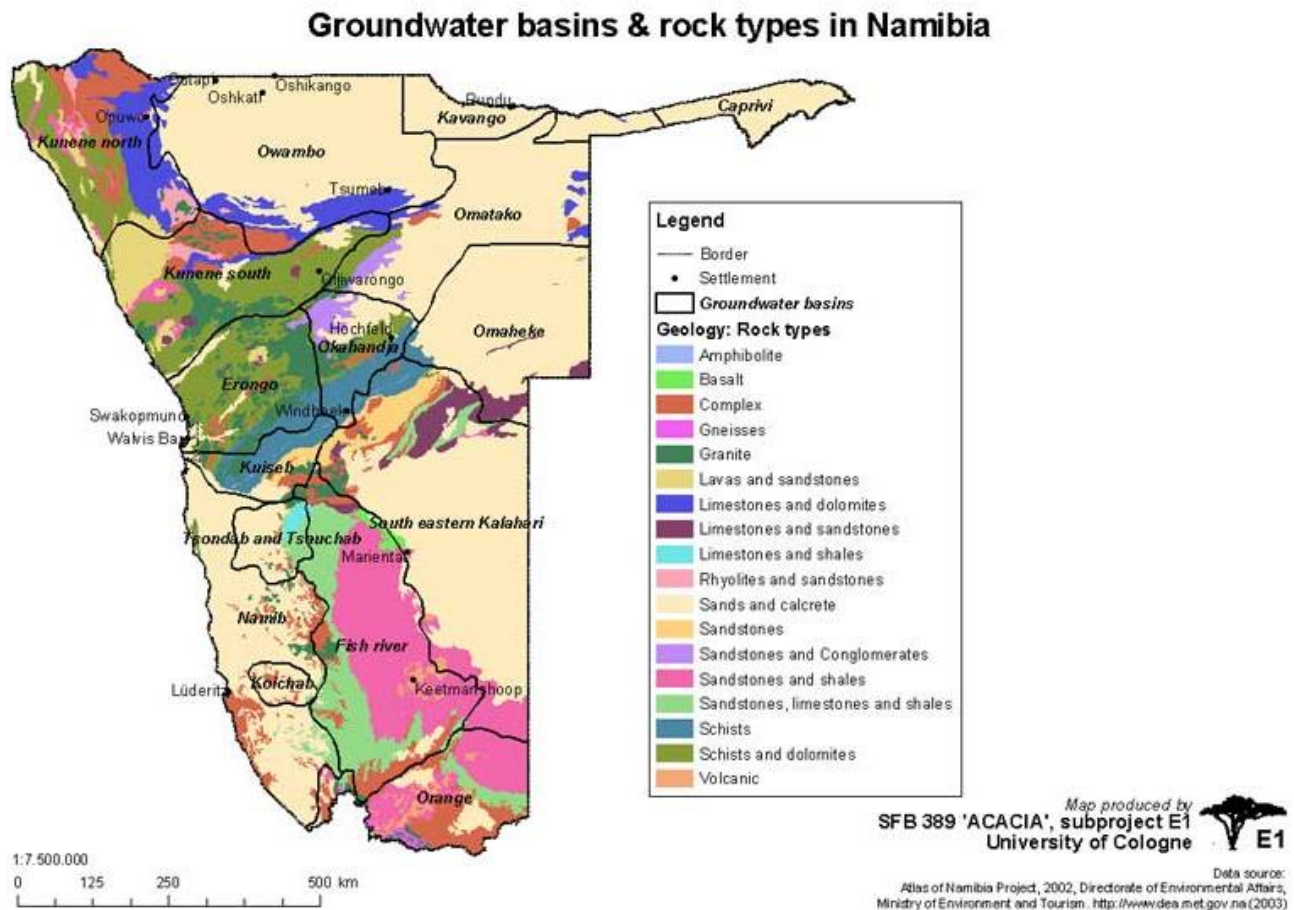 Groundwater basins & rock types in Namibia
Outapi
Oshikango
Oshkati
Opuwo
Kunene north
Owambo
Tsumeb
Rundu
Kavango
Caprivi
Omatako
Kunene south
Otjiwarongo
Hochfeld
Okahandja
Omaheke
Erongo
Swakopmund
Windhoek
Walvis Bay
Kuiseb
South eastern Kalahari
Tsondab and Tsauchab
Mariental
Namib
Fish river
Lüderitz
Koichab
Keetmanshoop
Orange
Legend
Border
Settlement
Groundwater basins
Geology: Rock types
Amphibolite
Basalt
Complex
Gneisses
Granite
Lavas and sandstones
Limestones and dolomites
Limestones and sandstones
Limestones and shales
Rhyolites and sandstones
Sands and calcrete
Sandstones
Sandstones and Conglomerates
Sandstones and shales
Sandstones, limestones and shales
Schists
Schists and dolomites
Volcanic
Map produced by
SFB 389 'ACACIA', subproject E1
University of Cologne
E1
1:7.500.000
0 125 250 500 km
Data source:
Atlas of Namibia Project, 2002, Directorate of Environmental Affairs,
Ministry of Environment and Tourism. http://www.dea.met.gov.na (2003)